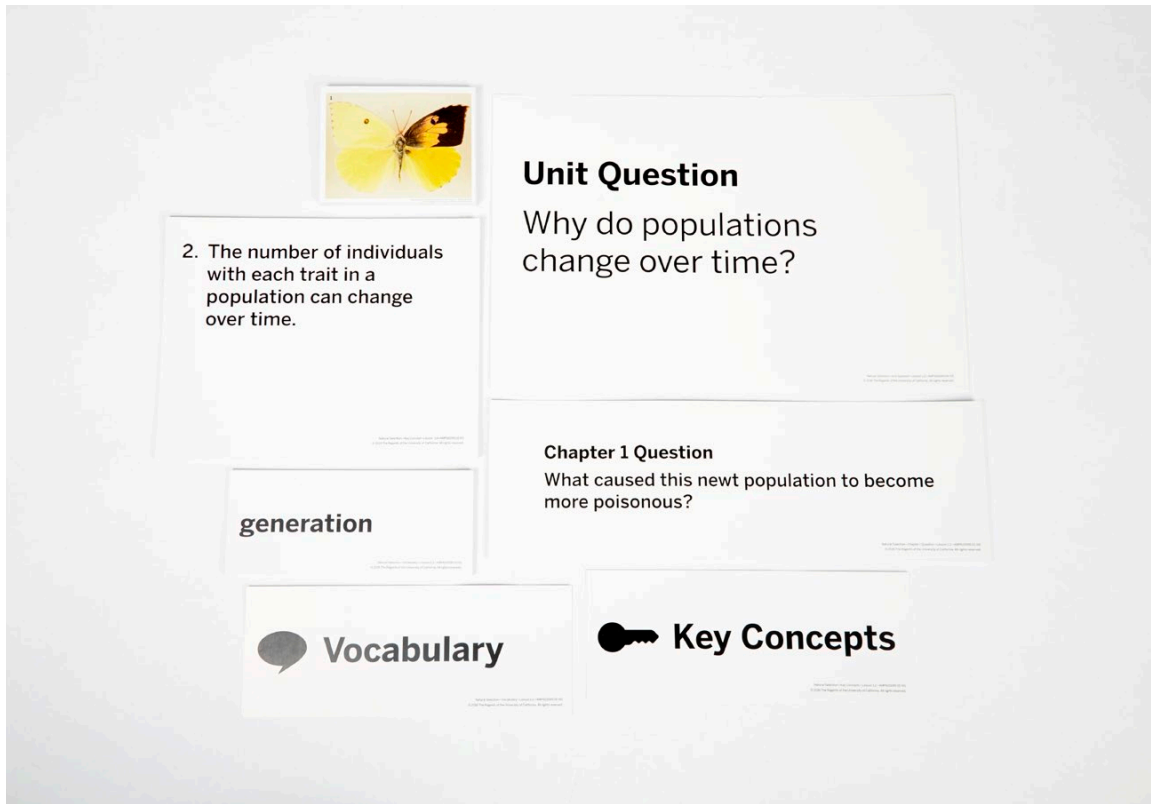 Unit Question
Why do populations
change over time?
2. The number of individuals
with each trait in a
population can change
over time.
Chapter 1 Question
What caused this newt population to become
more poisonous?
generation
Vocabulary
Key Concepts